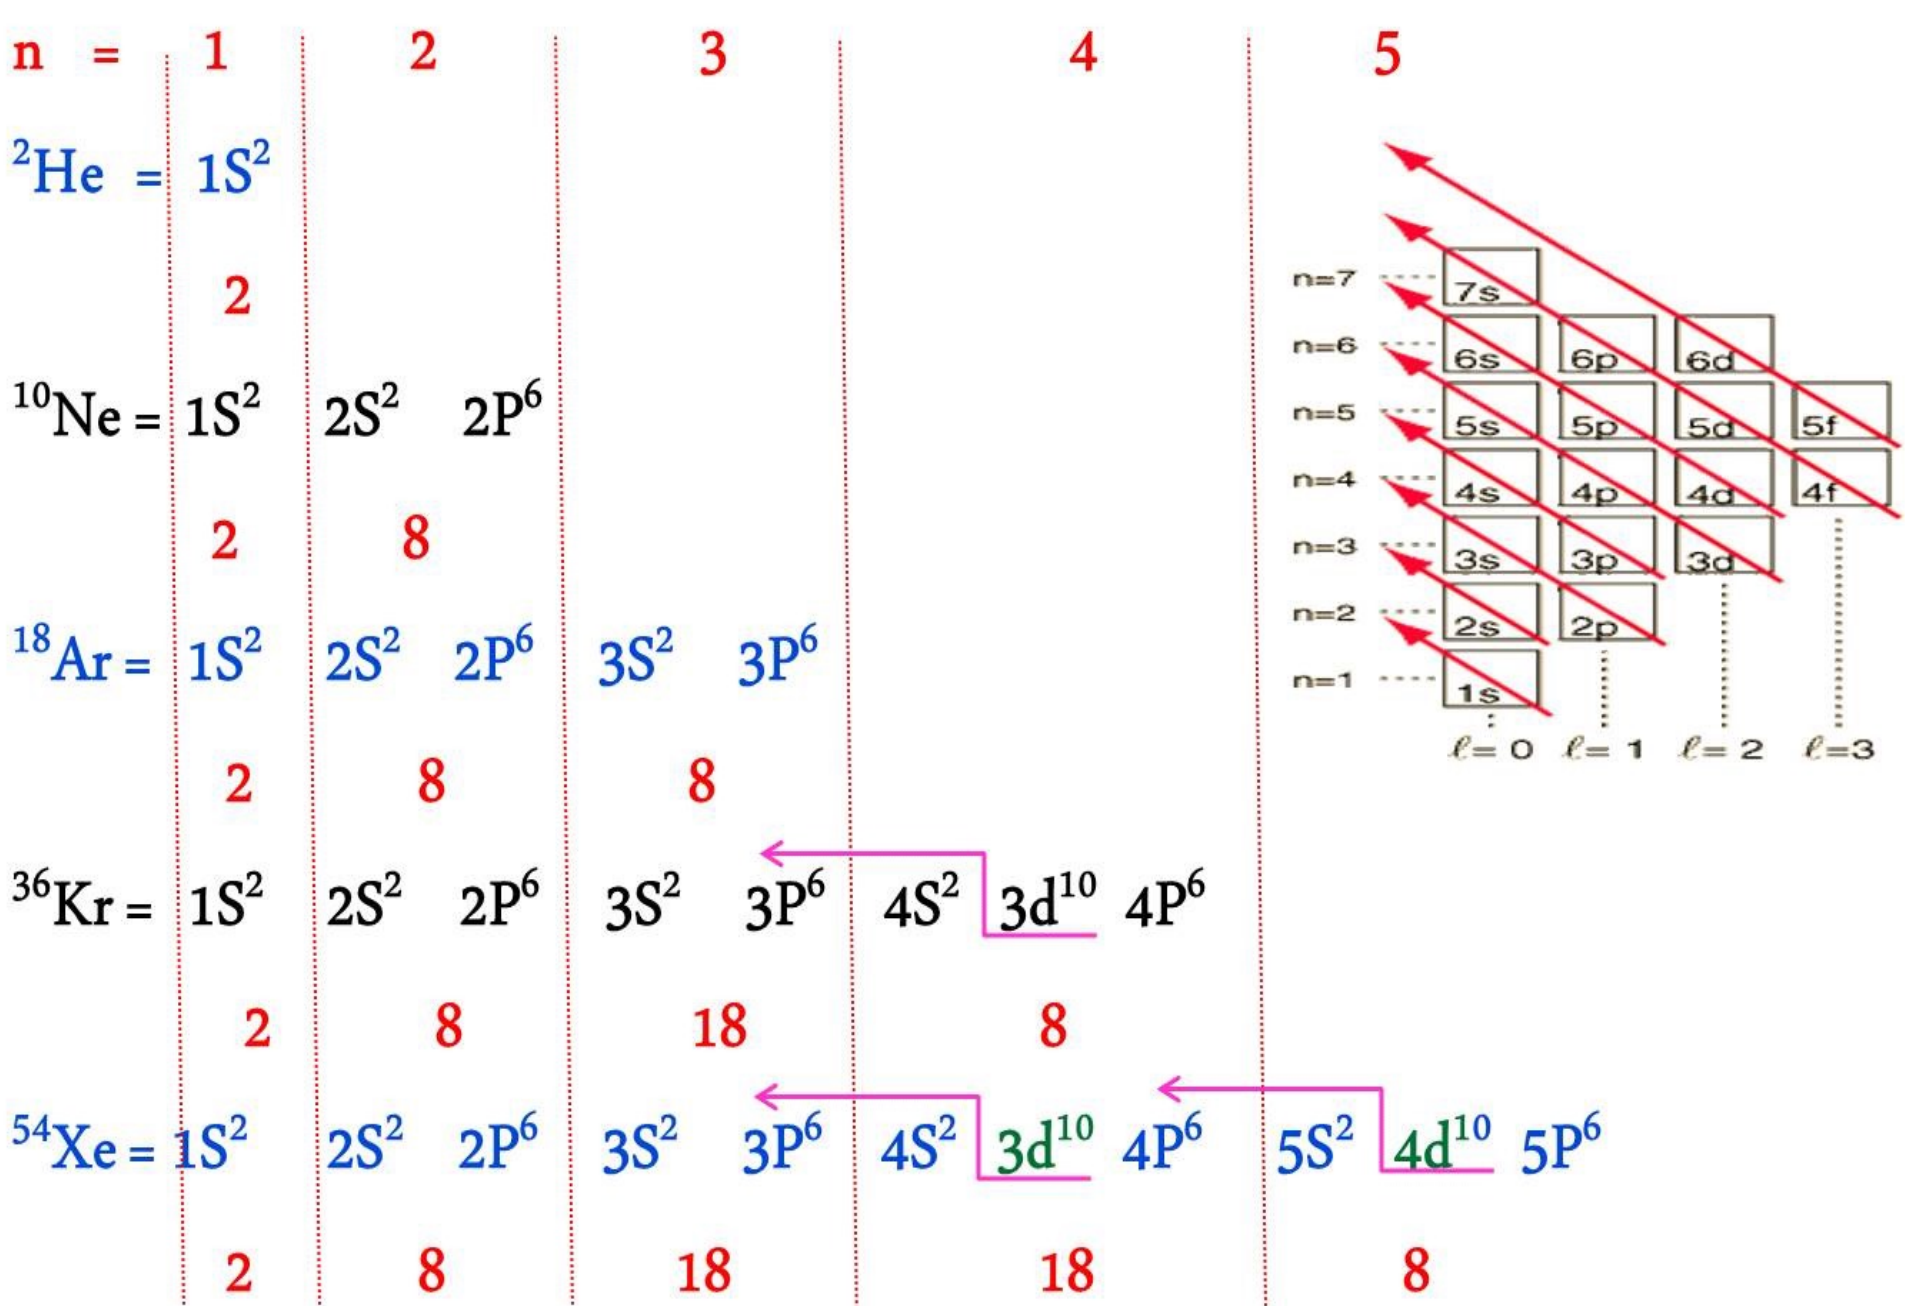 n = 1 2 3 4 5
²He = 1S²
2
¹⁰Ne = 1S² 2S² 2P⁶
2 8
¹⁸Ar = 1S² 2S² 2P⁶ 3S² 3P⁶
2 8 8
³⁶Kr = 1S² 2S² 2P⁶ 3S² 3P⁶ 4S² 3d¹⁰ 4P⁶
2 8 18 8
⁵⁴Xe = 1S² 2S² 2P⁶ 3S² 3P⁶ 4S² 3d¹⁰ 4P⁶ 5S² 4d¹⁰ 5P⁶
2 8 18 18 8
n=7 7s
n=6 6s 6p 6d
n=5 5s 5p 5d 5f
n=4 4s 4p 4d 4f
n=3 3s 3p 3d
n=2 2s 2p
n=1 1s
ℓ= 0 ℓ= 1 ℓ= 2 ℓ=3